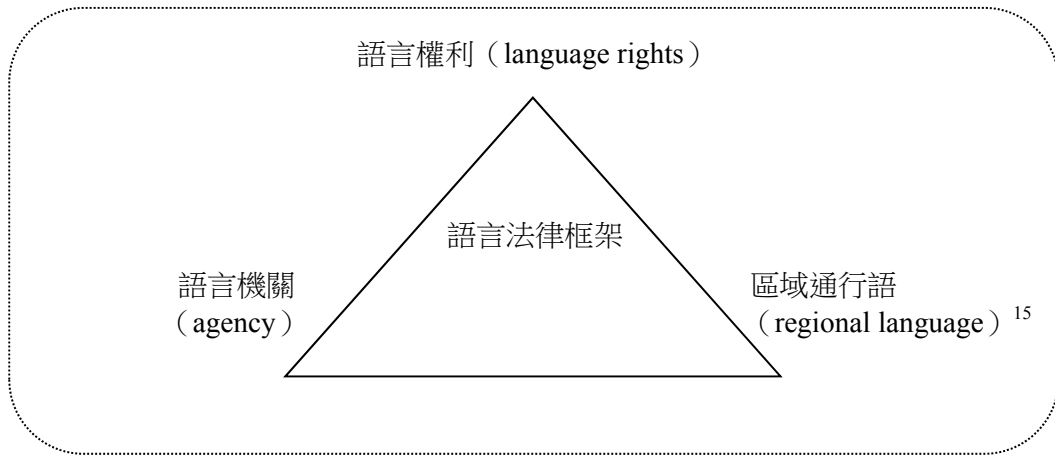 語言權利（language rights）
語言法律框架
語言機關
（agency）
區域通行語
（regional language）15